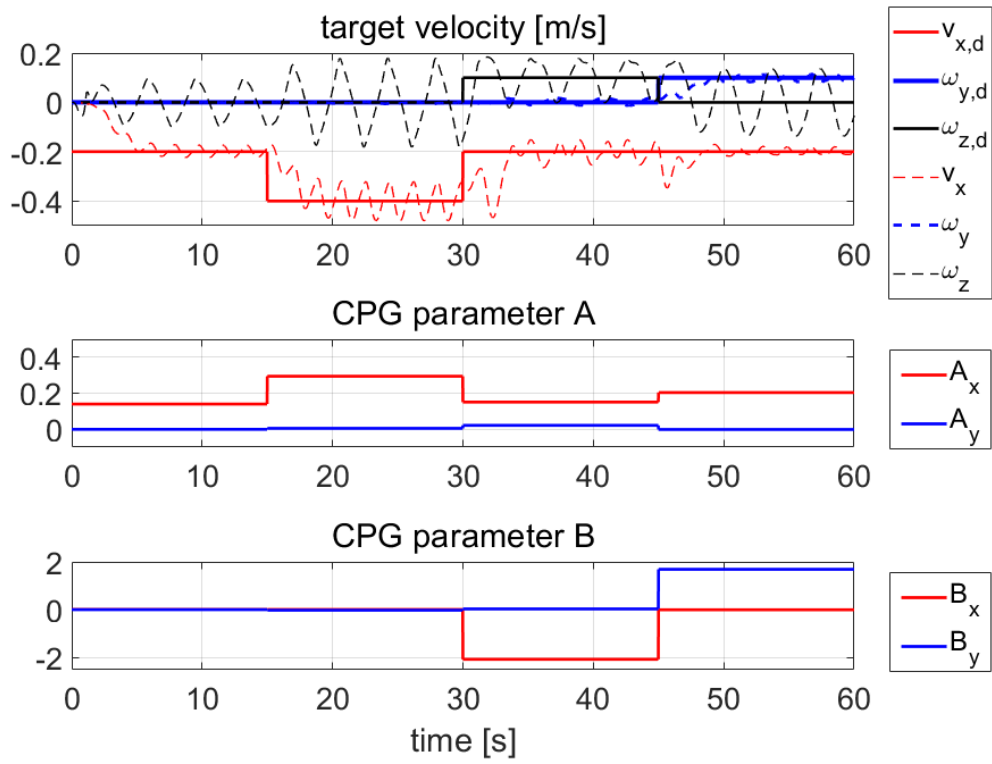 target velocity [m/s]
0.2
0
-0.2
-0.4
0 10 20 30 40 50 60
v_x,d
ω_y,d
ω_z,d
v_x
ω_y
ω_z
CPG parameter A
0.4
0.2
0
0 10 20 30 40 50 60
A_x
A_y
CPG parameter B
2
0
-2
0 10 20 30 40 50 60
B_x
B_y
time [s]